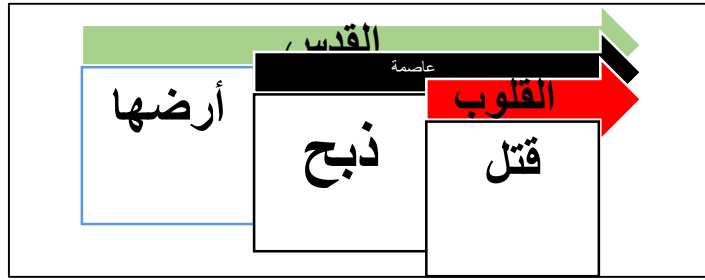 القدس
عاصمة
القلوب
أرضها
ذبح
قتل